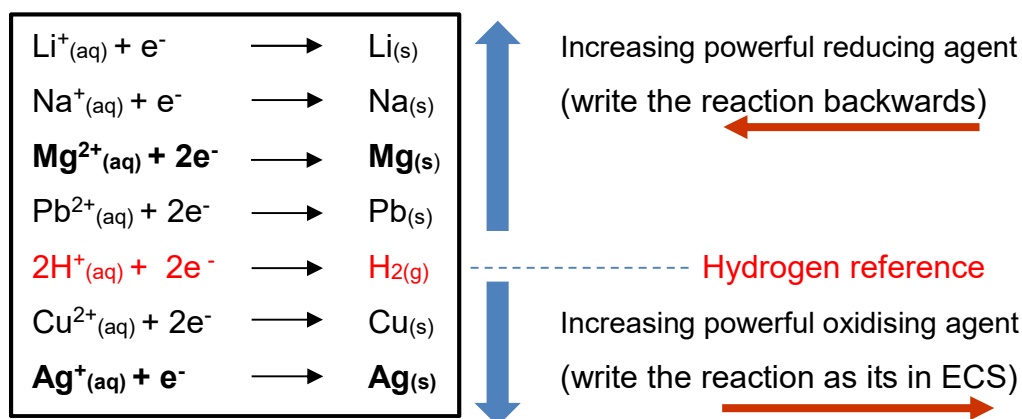 Li⁺(aq) + e⁻ ⟶ Li(s)
Increasing powerful reducing agent
Na⁺(aq) + e⁻ ⟶ Na(s)
(write the reaction backwards)
Mg²⁺(aq) + 2e⁻ ⟶ Mg(s)
Pb²⁺(aq) + 2e⁻ ⟶ Pb(s)
2H⁺(aq) + 2e⁻ ⟶ H₂(g)
Hydrogen reference
Cu²⁺(aq) + 2e⁻ ⟶ Cu(s)
Increasing powerful oxidising agent
Ag⁺(aq) + e⁻ ⟶ Ag(s)
(write the reaction as its in ECS)